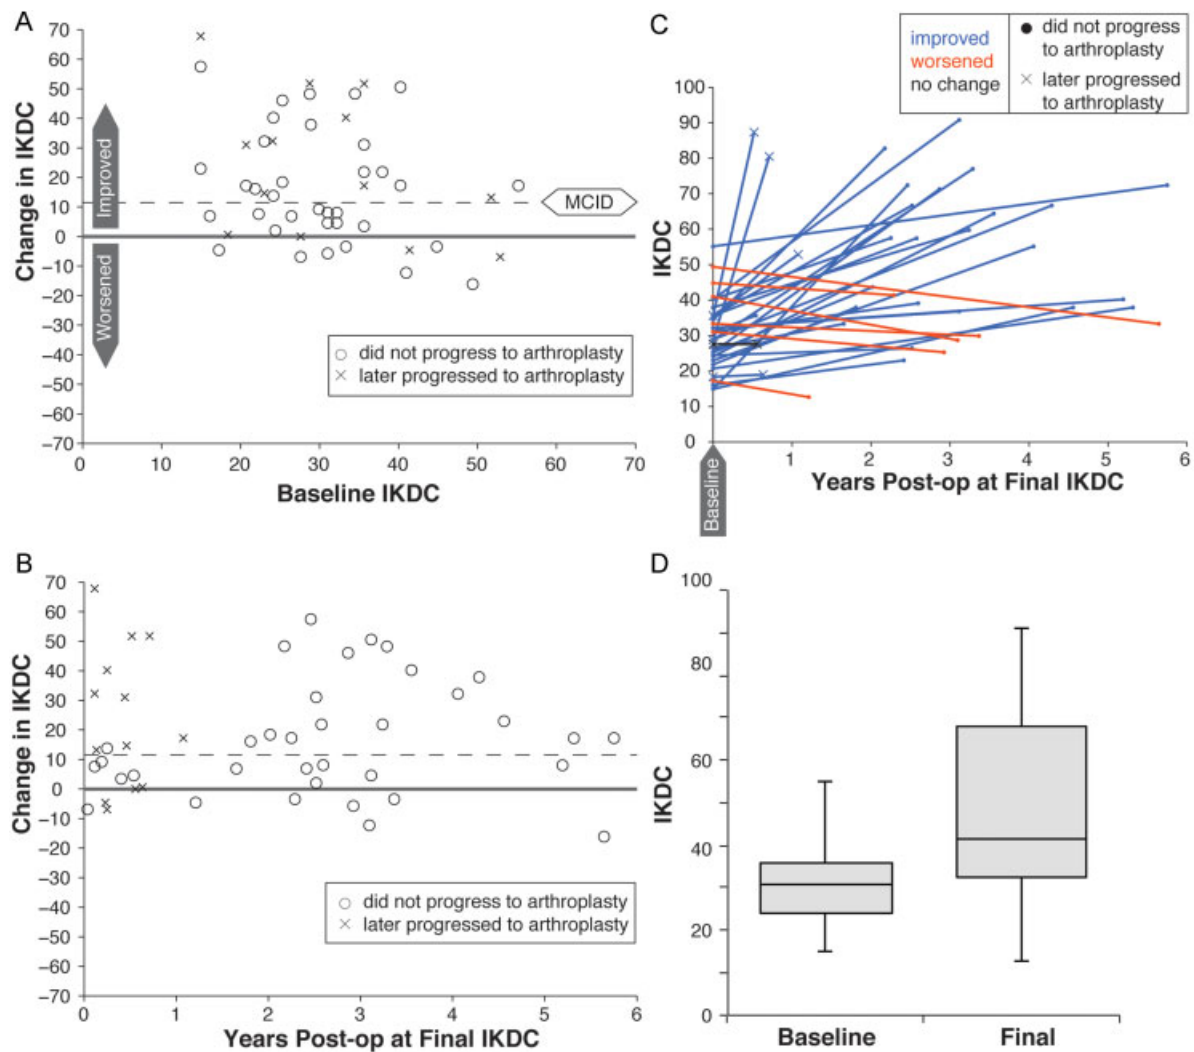 A
70
60
50
40
30
20
10
0
−10
−20
−30
−40
−50
−60
−70
Change in IKDC
Improved
Worsened
MCID
did not progress to arthroplasty
later progressed to arthroplasty
0 10 20 30 40 50 60 70
Baseline IKDC
B
70
60
50
40
30
20
10
0
−10
−20
−30
−40
−50
−60
−70
Change in IKDC
did not progress to arthroplasty
later progressed to arthroplasty
0 1 2 3 4 5 6
Years Post-op at Final IKDC
C
improved
worsened
no change
did not progress
to arthroplasty
later progressed
to arthroplasty
100
90
80
70
60
50
40
30
20
10
0
IKDC
1 2 3 4 5 6
Baseline
Years Post-op at Final IKDC
D
100
80
60
40
20
0
IKDC
Baseline Final